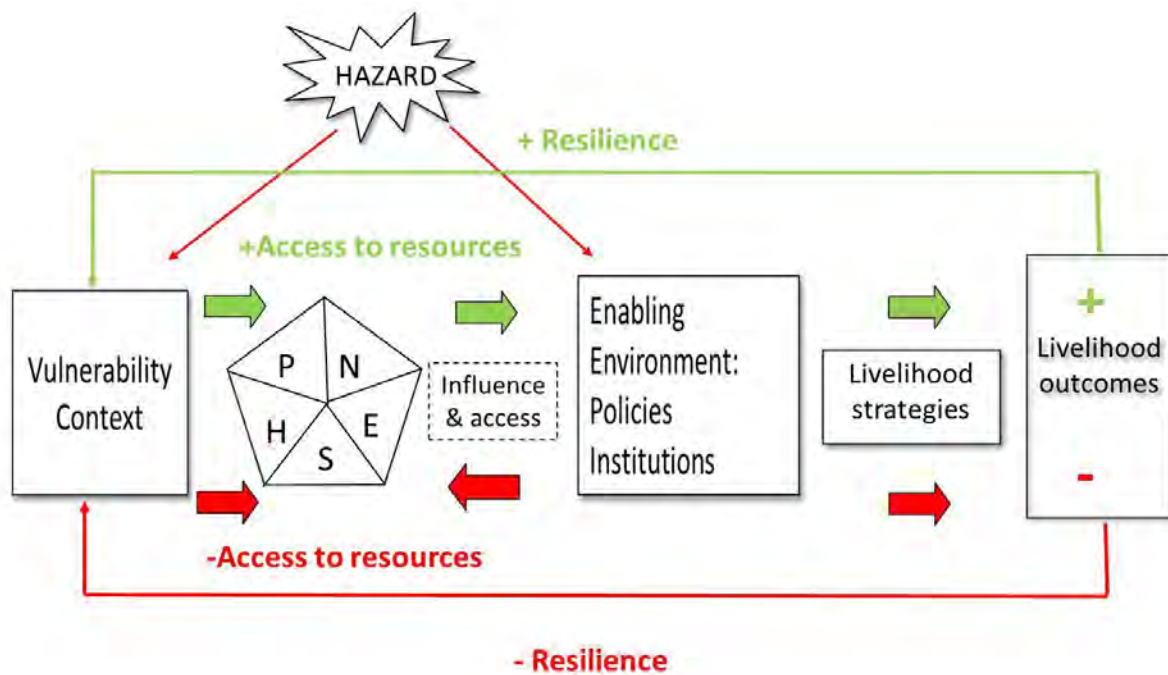 HAZARD
+ Resilience
+Access to resources
Vulnerability
Context
P
N
H
E
S
Influence
& access
Enabling
Environment:
Policies
Institutions
Livelihood
strategies
+
Livelihood
outcomes
-
-Access to resources
- Resilience